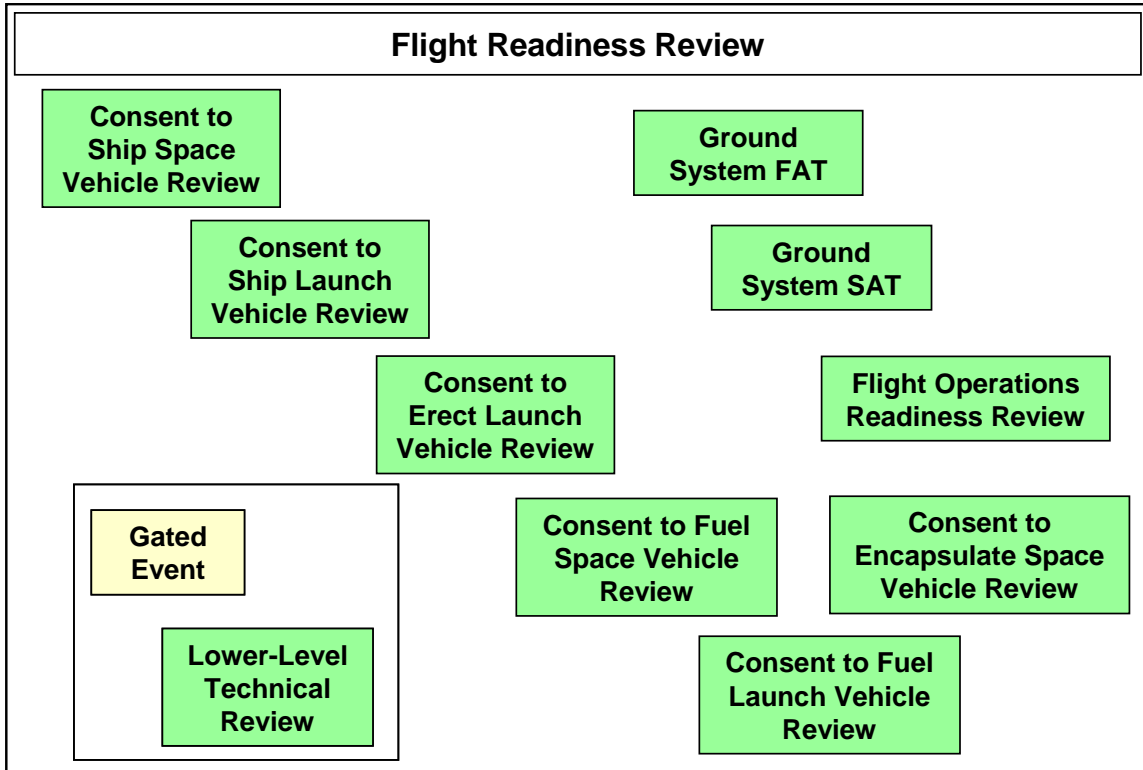 Flight Readiness Review
Consent to
Ship Space
Vehicle Review
Ground
System FAT
Consent to
Ship Launch
Vehicle Review
Ground
System SAT
Consent to
Erect Launch
Vehicle Review
Flight Operations
Readiness Review
Gated
Event
Consent to Fuel
Space Vehicle
Review
Consent to
Encapsulate Space
Vehicle Review
Lower-Level
Technical
Review
Consent to Fuel
Launch Vehicle
Review